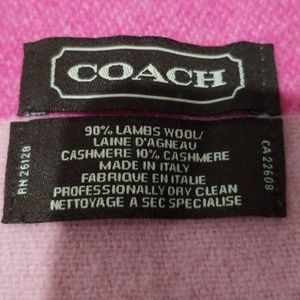 COACH
90% LAMBS WOOL/
LAINE D'AGNEAU
CASHMERE 10% CASHMERE
MADE IN ITALY
FABRIQUE EN ITALIE
PROFESSIONALLY DRY CLEAN
NETTOYAGE A SEC SPECIALISE
RN 26128
CA 22608